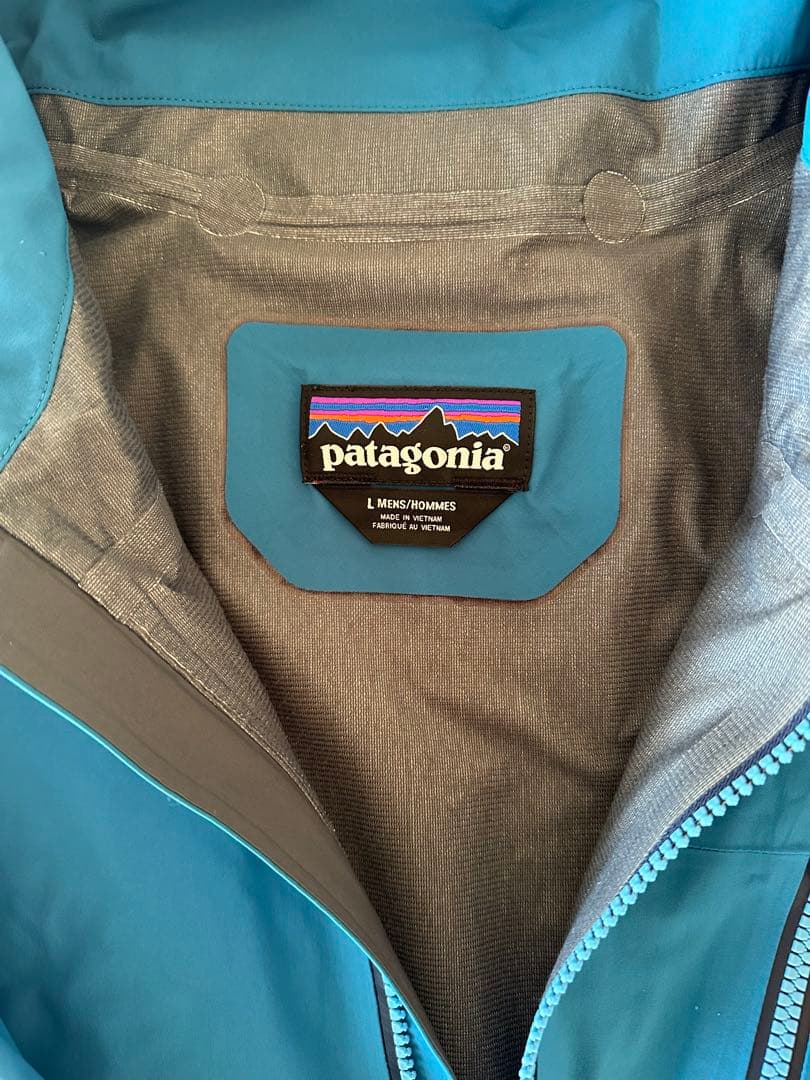 patagonia®
L MENS/HOMMES
MADE IN VIETNAM
FABRIQUÉ AU VIETNAM